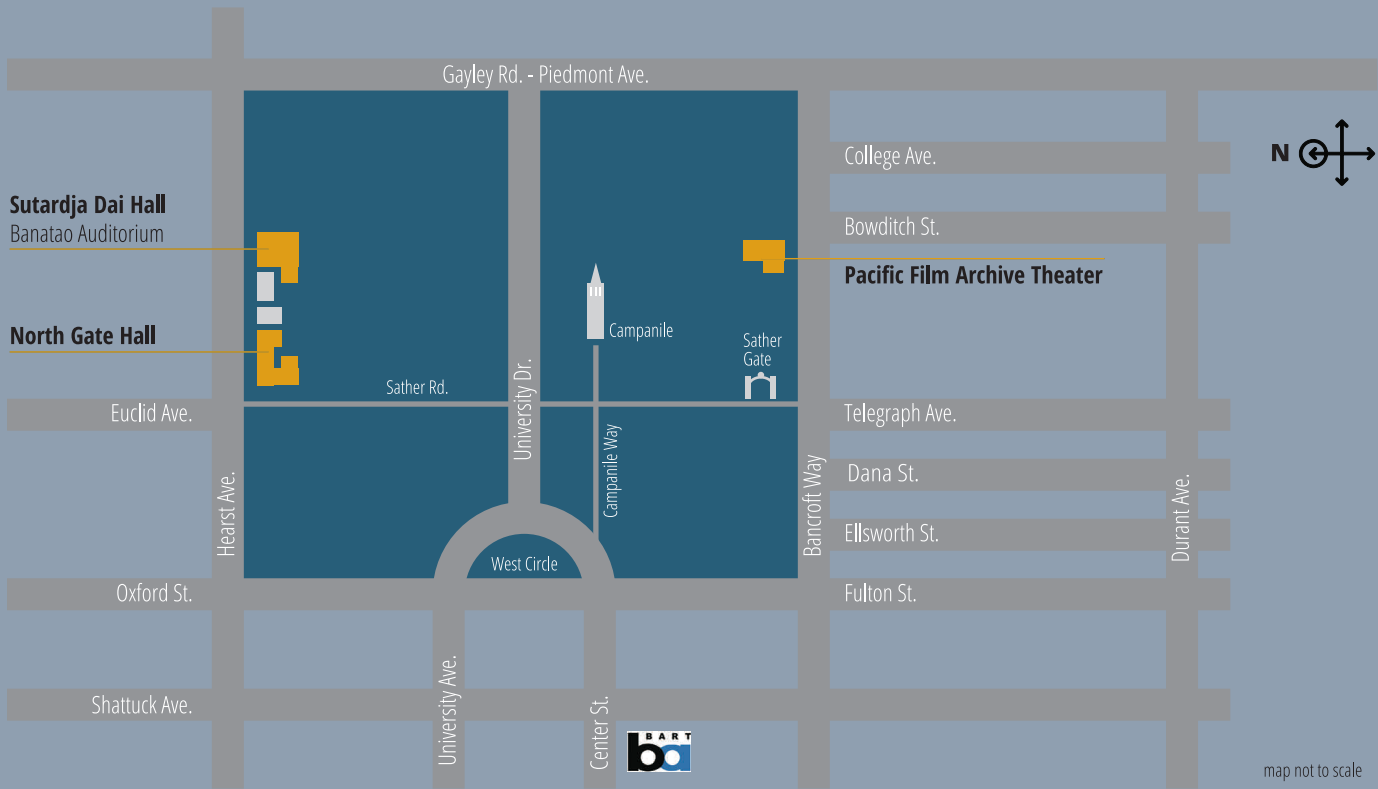 Gayley Rd. - Piedmont Ave.
College Ave.
N
Sutardja Dai Hall
Banatao Auditorium
Bowditch St.
Pacific Film Archive Theater
North Gate Hall
Campanile
Sather
Gate
Sather Rd.
University Dr.
Euclid Ave.
Telegraph Ave.
Campanile Way
Dana St.
Hearst Ave.
Bancroft Way
Durant Ave.
Ellsworth St.
West Circle
Oxford St.
Fulton St.
Shattuck Ave.
University Ave.
Center St.
BART
ba
map not to scale